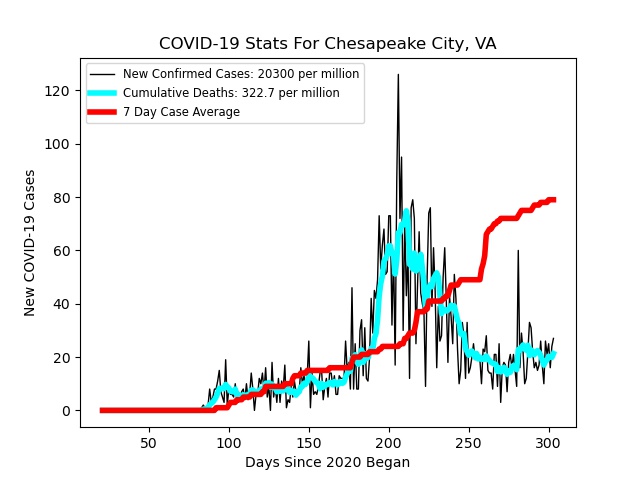 COVID-19 Stats For Chesapeake City, VA
New Confirmed Cases: 20300 per million
Cumulative Deaths: 322.7 per million
7 Day Case Average
New COVID-19 Cases
120
100
80
60
40
20
0
50 100 150 200 250 300
Days Since 2020 Began